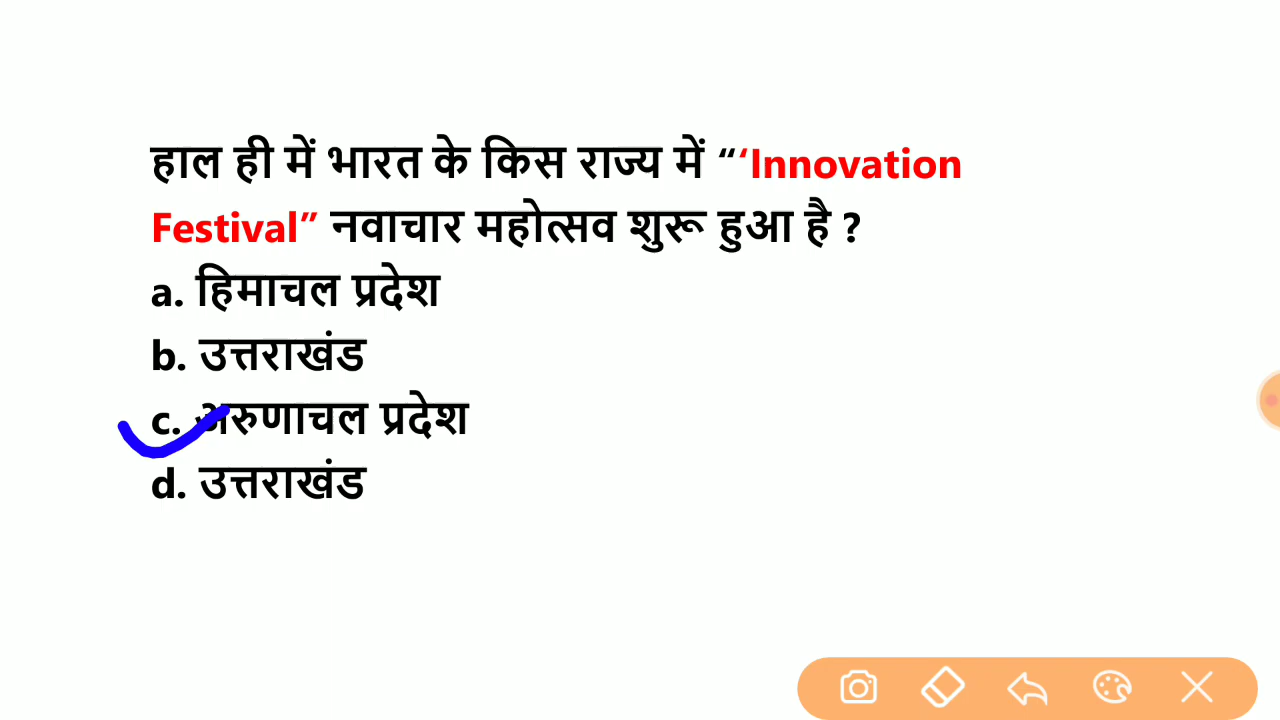 हाल ही में भारत के किस राज्य में “‘Innovation
Festival” नवाचार महोत्सव शुरू हुआ है ?
a. हिमाचल प्रदेश
b. उत्तराखंड
c. अरुणाचल प्रदेश
d. उत्तराखंड